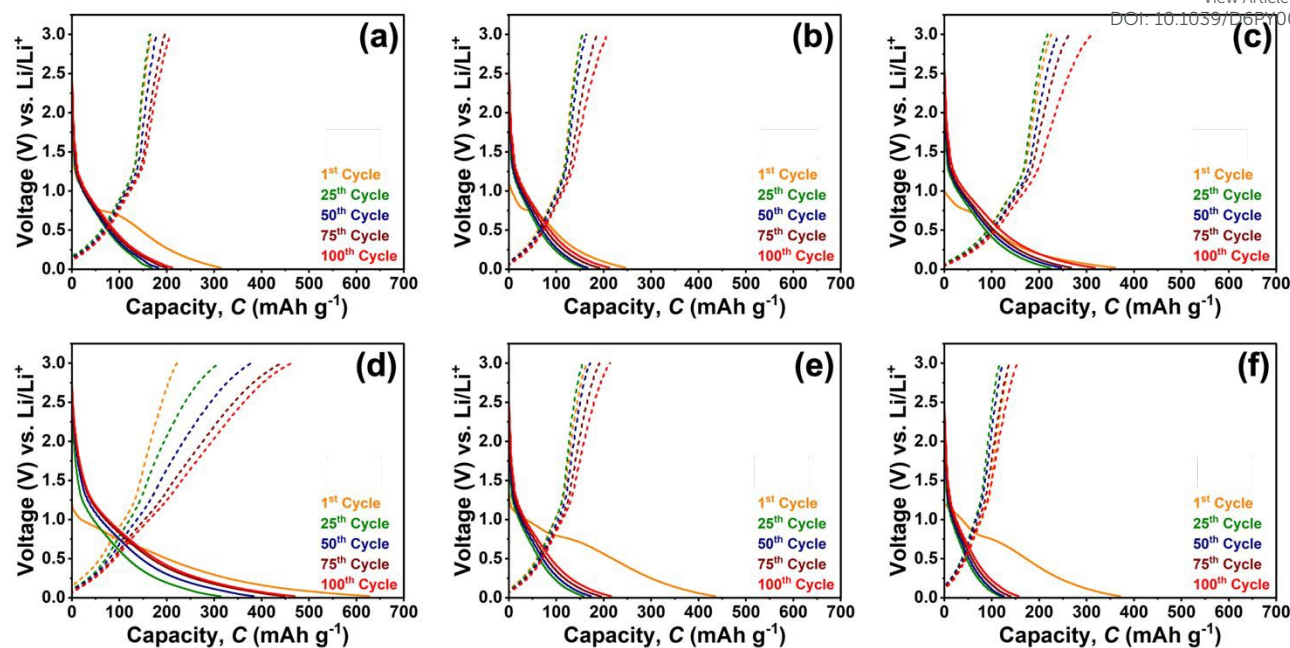 View Article
DOI: 10.1039/D6PY00
(a)
Voltage (V) vs. Li/Li⁺
3.0
2.5
2.0
1.5
1.0
0.5
0.0
1st Cycle
25th Cycle
50th Cycle
75th Cycle
100th Cycle
0 100 200 300 400 500 600 700
Capacity, C (mAh g⁻¹)
(b)
Voltage (V) vs. Li/Li⁺
3.0
2.5
2.0
1.5
1.0
0.5
0.0
1st Cycle
25th Cycle
50th Cycle
75th Cycle
100th Cycle
0 100 200 300 400 500 600 700
Capacity, C (mAh g⁻¹)
(c)
Voltage (V) vs. Li/Li⁺
3.0
2.5
2.0
1.5
1.0
0.5
0.0
1st Cycle
25th Cycle
50th Cycle
75th Cycle
100th Cycle
0 100 200 300 400 500 600 700
Capacity, C (mAh g⁻¹)
(d)
Voltage (V) vs. Li/Li⁺
3.0
2.5
2.0
1.5
1.0
0.5
0.0
1st Cycle
25th Cycle
50th Cycle
75th Cycle
100th Cycle
0 100 200 300 400 500 600 700
Capacity, C (mAh g⁻¹)
(e)
Voltage (V) vs. Li/Li⁺
3.0
2.5
2.0
1.5
1.0
0.5
0.0
1st Cycle
25th Cycle
50th Cycle
75th Cycle
100th Cycle
0 100 200 300 400 500 600 700
Capacity, C (mAh g⁻¹)
(f)
Voltage (V) vs. Li/Li⁺
3.0
2.5
2.0
1.5
1.0
0.5
0.0
1st Cycle
25th Cycle
50th Cycle
75th Cycle
100th Cycle
0 100 200 300 400 500 600 700
Capacity, C (mAh g⁻¹)